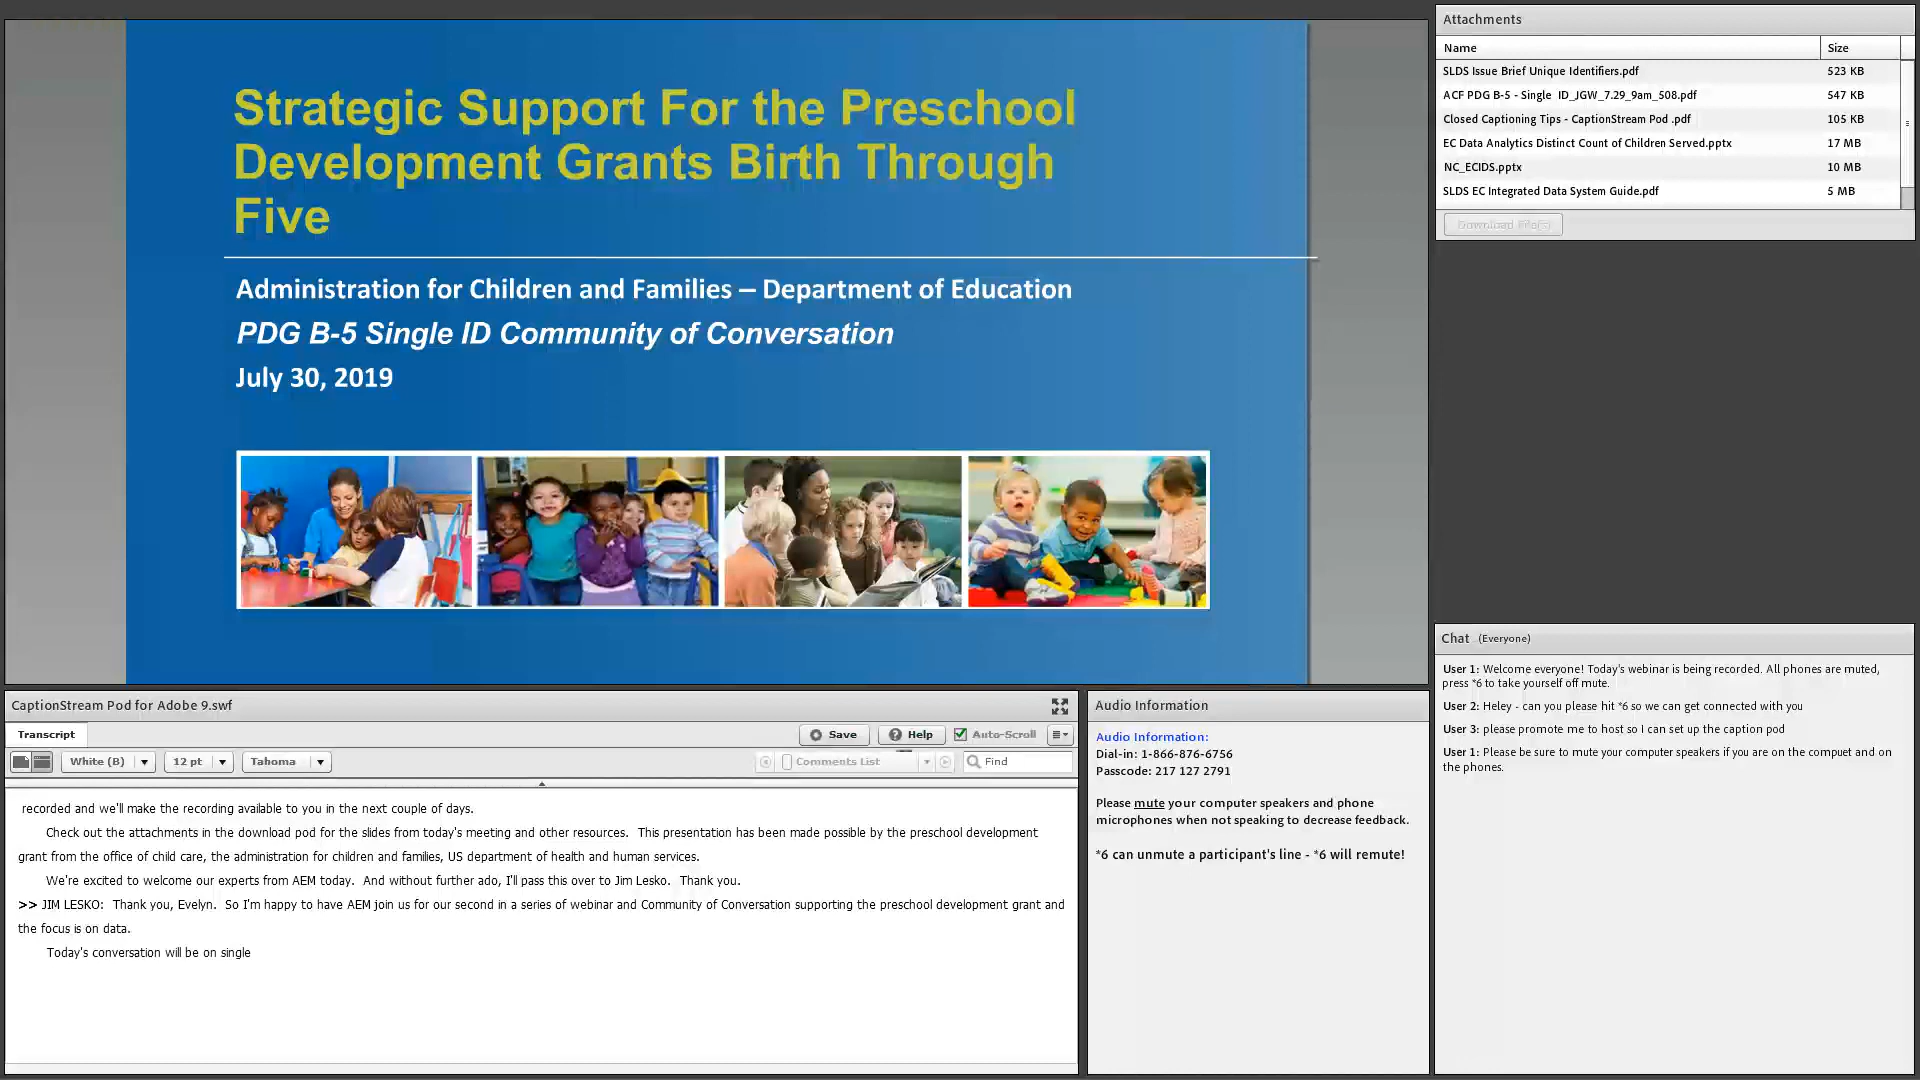 Strategic Support For the Preschool
Development Grants Birth Through
Five
Administration for Children and Families – Department of Education
PDG B-5 Single ID Community of Conversation
July 30, 2019
Attachments
Name Size
SLDS Issue Brief Unique Identifiers.pdf 523 KB
ACF PDG B-5 - Single ID_JGW_7.29_9am_508.pdf 547 KB
Closed Captioning Tips - CaptionStream Pod .pdf 105 KB
EC Data Analytics Distinct Count of Children Served.pptx 17 MB
NC_ECIDS.pptx 10 MB
SLDS EC Integrated Data System Guide.pdf 5 MB
Download File(s)
Chat (Everyone)
User 1: Welcome everyone! Today's webinar is being recorded. All phones are muted,
press *6 to take yourself off mute.
User 2: Heley - can you please hit *6 so we can get connected with you
User 3: please promote me to host so I can set up the caption pod
User 1: Please be sure to mute your computer speakers if you are on the compuet and on
the phones.
CaptionStream Pod for Adobe 9.swf
Transcript
Save
Help
Auto-Scroll
White (B)
12 pt
Tahoma
Comments List
Find
recorded and we'll make the recording available to you in the next couple of days.
Check out the attachments in the download pod for the slides from today's meeting and other resources. This presentation has been made possible by the preschool development
grant from the office of child care, the administration for children and families, US department of health and human services.
We're excited to welcome our experts from AEM today. And without further ado, I'll pass this over to Jim Lesko. Thank you.
>> JIM LESKO: Thank you, Evelyn. So I'm happy to have AEM join us for our second in a series of webinar and Community of Conversation supporting the preschool development grant and
the focus is on data.
Today's conversation will be on single
Audio Information
Audio Information:
Dial-in: 1-866-876-6756
Passcode: 217 127 2791
Please mute your computer speakers and phone
microphones when not speaking to decrease feedback.
*6 can unmute a participant's line - *6 will remute!